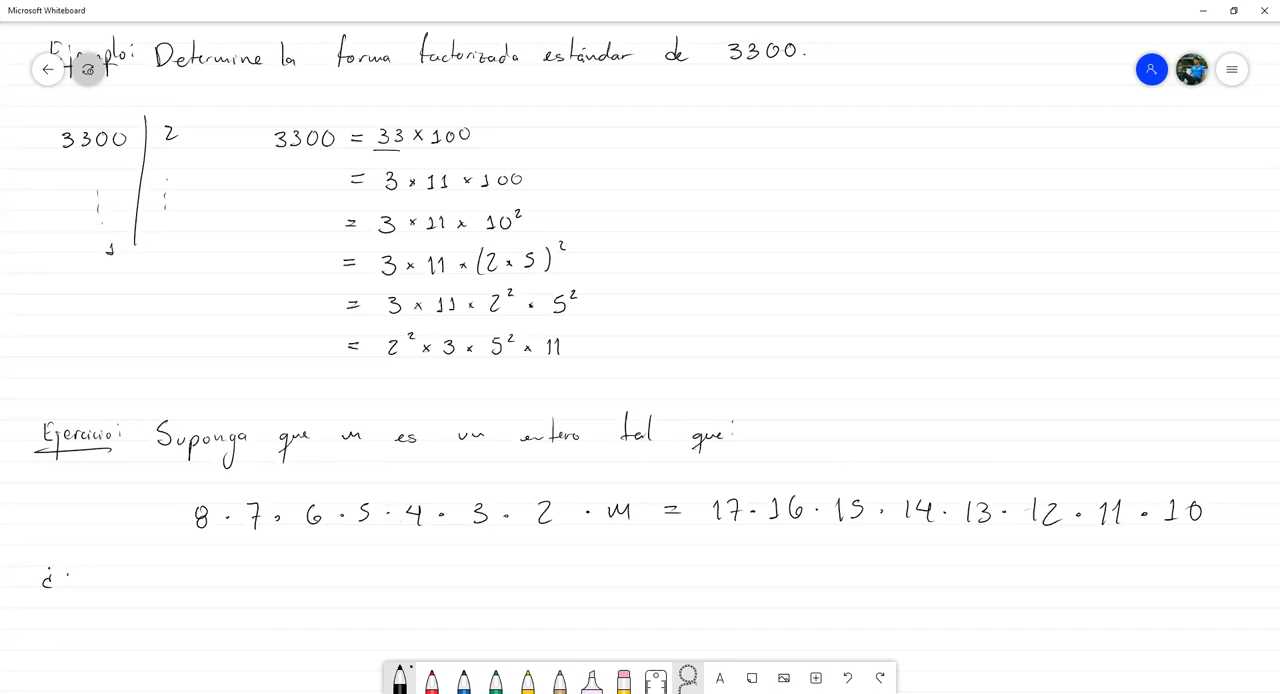 Microsoft Whiteboard
Ejemplo: Determine la forma factorizada estándar de 3300.
3300 | 2
1
3300 = 33 × 100
= 3 × 11 × 100
= 3 × 11 × 10²
= 3 × 11 × (2 × 5)²
= 3 × 11 × 2² × 5²
= 2² × 3 × 5² × 11
Ejercicio: Suponga que m es un entero tal que:
8 · 7 · 6 · 5 · 4 · 3 · 2 · m = 17 · 16 · 15 · 14 · 13 · 12 · 11 · 10
¿
A